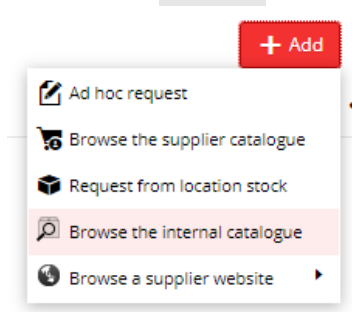 + Add
Ad hoc request
Browse the supplier catalogue
Request from location stock
Browse the internal catalogue
Browse a supplier website